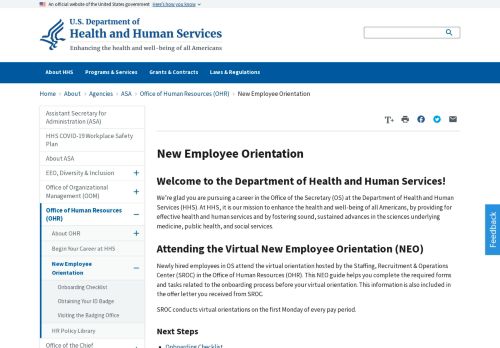 An official website of the United States government Here's how you know
U.S. Department of
Health and Human Services
Enhancing the health and well-being of all Americans
About HHS Programs & Services Grants & Contracts Laws & Regulations
Home > About > Agencies > ASA > Office of Human Resources (OHR) > New Employee Orientation
Assistant Secretary for
Administration (ASA)
HHS COVID-19 Workplace Safety
Plan
About ASA
EEO, Diversity & Inclusion
Office of Organizational
Management (OOM)
Office of Human Resources
(OHR)
About OHR
Begin Your Career at HHS
New Employee
Orientation
Onboarding Checklist
Obtaining Your ID Badge
Visiting the Badging Office
HR Policy Library
Office of the Chief
T+
New Employee Orientation
Welcome to the Department of Health and Human Services!
We're glad you are pursuing a career in the Office of the Secretary (OS) at the Department of Health and Human
Services (HHS). At HHS, it is our mission to enhance the health and well-being of all Americans, by providing for
effective health and human services and by fostering sound, sustained advances in the sciences underlying
medicine, public health, and social services.
Attending the Virtual New Employee Orientation (NEO)
Newly hired employees in OS attend the virtual orientation hosted by the Staffing, Recruitment & Operations
Center (SROC) in the Office of Human Resources (OHR). This NEO guide helps you complete the required forms
and tasks related to the onboarding process before your virtual orientation. This information is also included in
the offer letter you received from SROC.
SROC conducts virtual orientations on the first Monday of every pay period.
Next Steps
Onboarding Checklist
Feedback